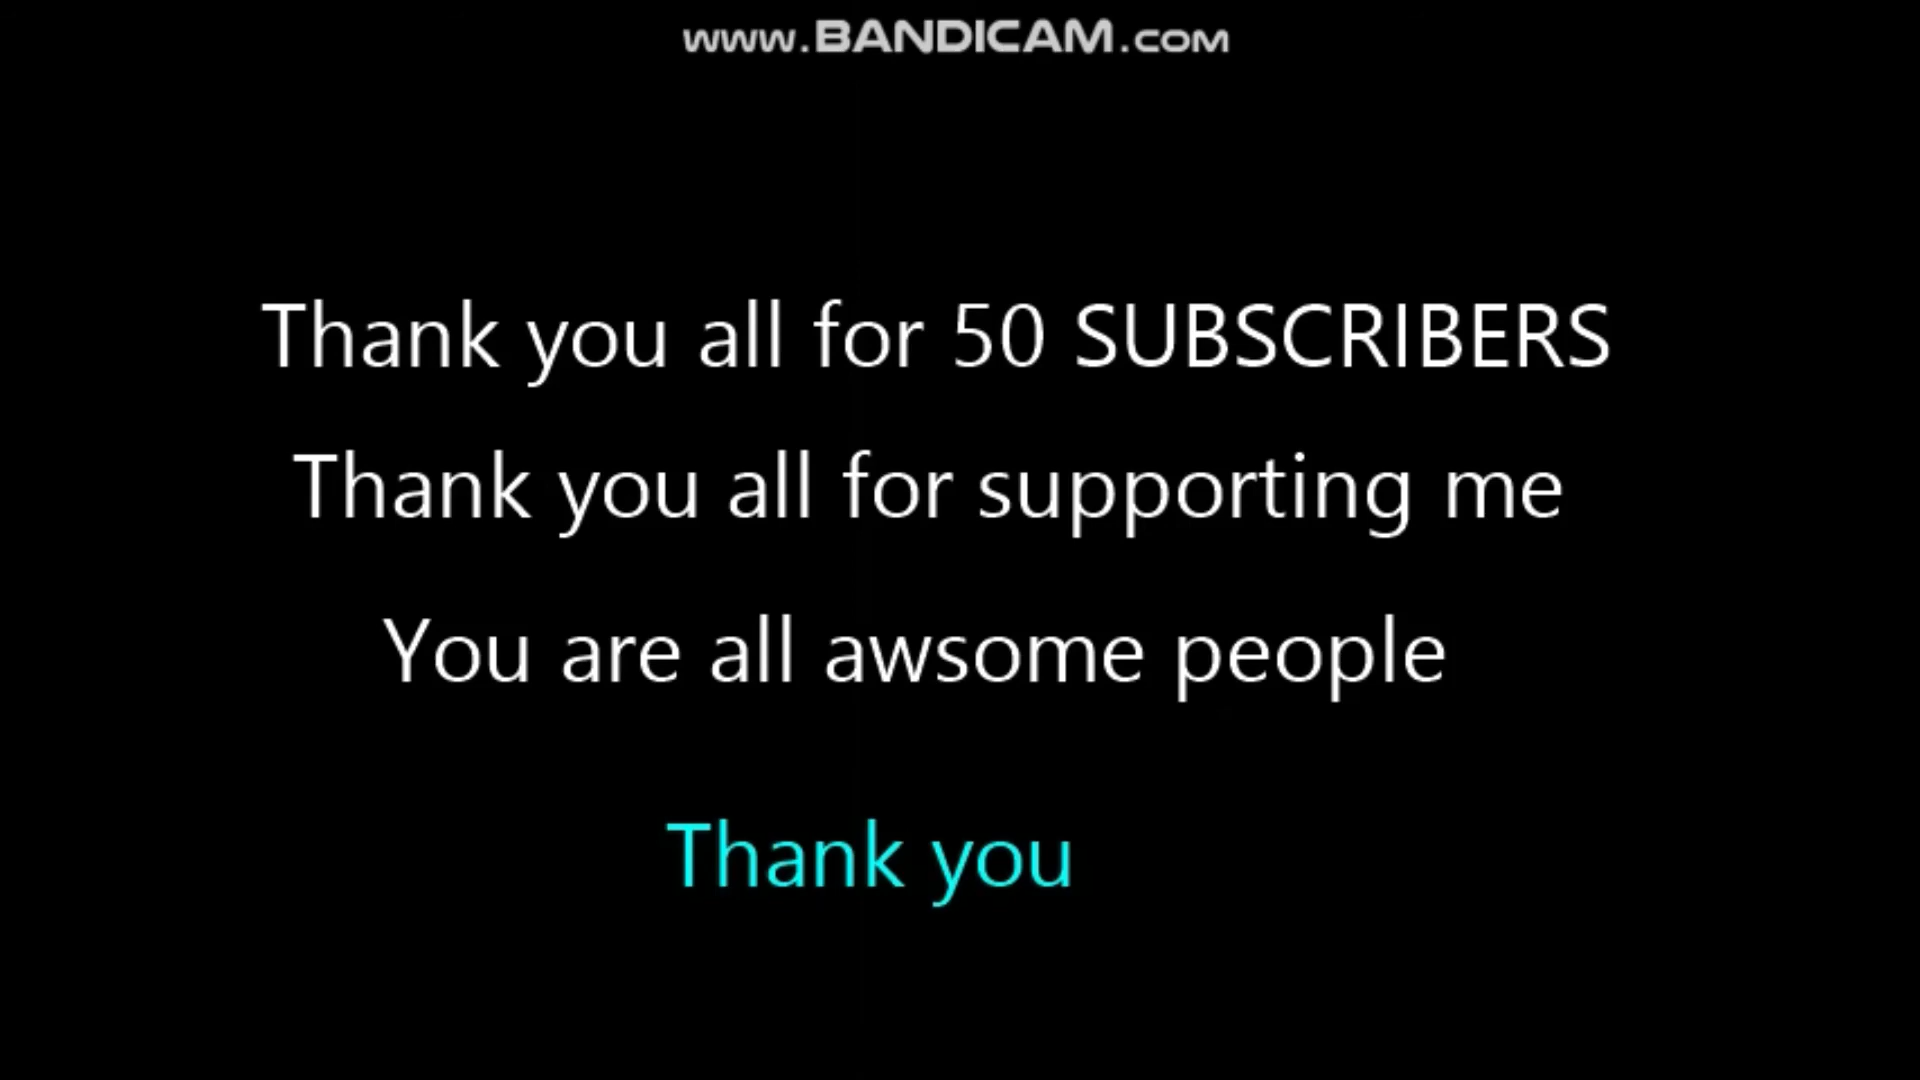 www.BANDICAM.com
Thank you all for 50 SUBSCRIBERS
Thank you all for supporting me
You are all awsome people
Thank you